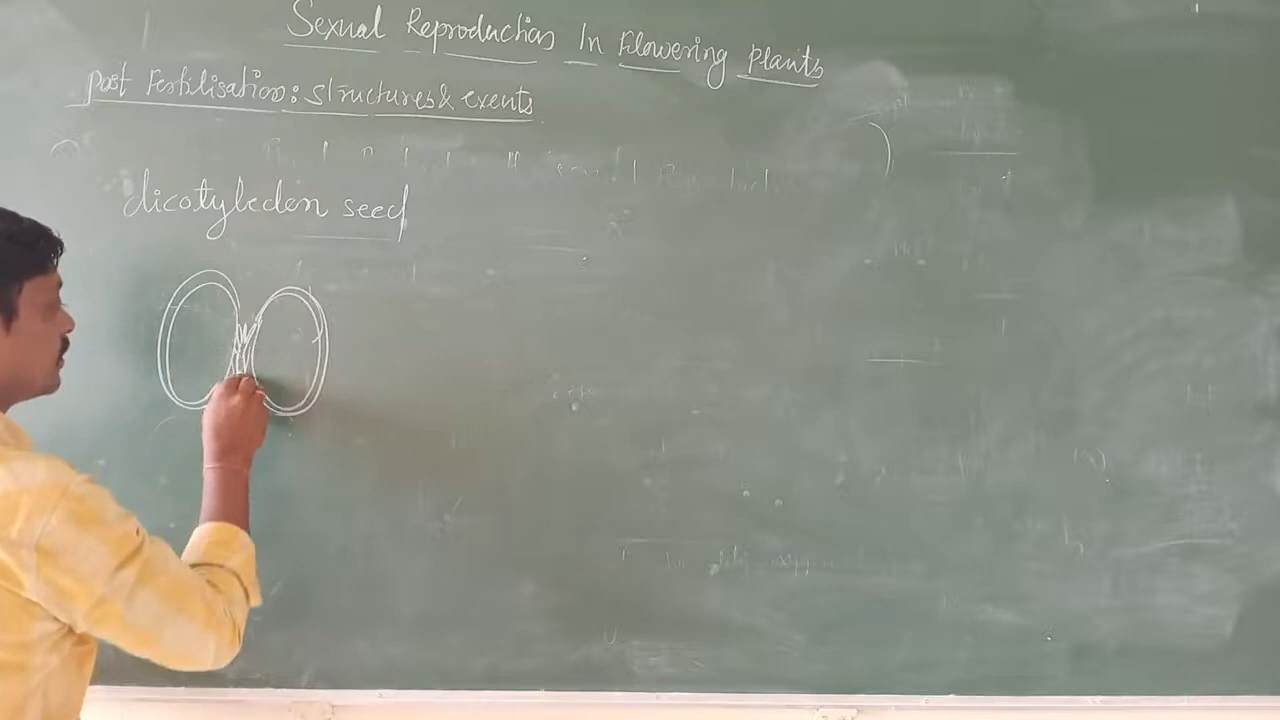 Sexual Reproduction In Flowering Plants
Post Fertilisation: Structures & events
dicotyledon seed